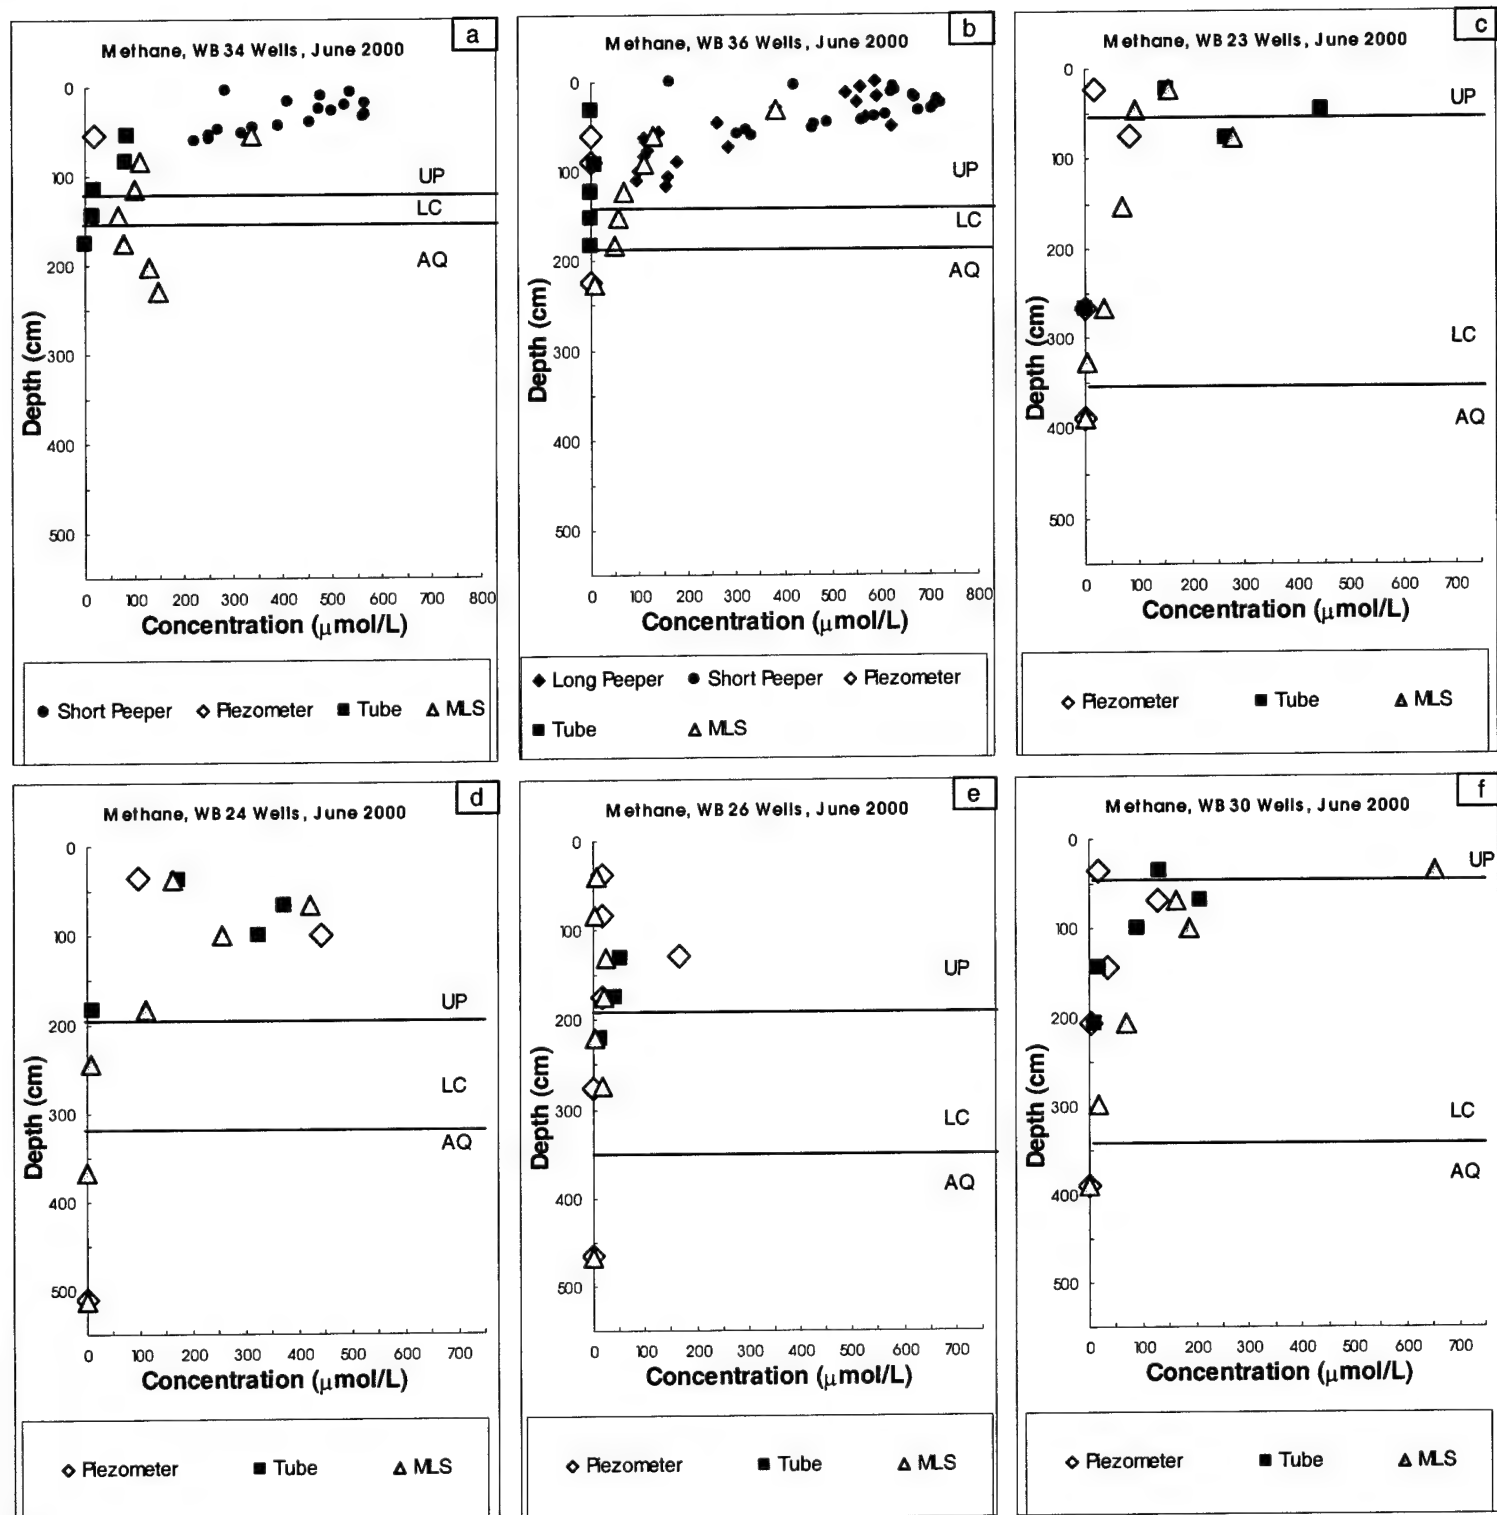 a
Methane, WB 34 Wells, June 2000
0
100
200
300
400
500
UP
LC
AQ
Depth (cm)
0 100 200 300 400 500 600 700 800
Concentration (μmol/L)
Short Peeper Piezometer Tube MLS
b
Methane, WB 36 Wells, June 2000
0
100
200
300
400
500
UP
LC
AQ
Depth (cm)
0 100 200 300 400 500 600 700 800
Concentration (μmol/L)
Long Peeper Short Peeper Piezometer
Tube MLS
c
Methane, WB 23 Wells, June 2000
0
100
200
300
400
500
UP
LC
AQ
Depth (cm)
0 100 200 300 400 500 600 700
Concentration (μmol/L)
Piezometer Tube MLS
d
Methane, WB 24 Wells, June 2000
0
100
200
300
400
500
UP
LC
AQ
Depth (cm)
0 100 200 300 400 500 600 700
Concentration (μmol/L)
Piezometer Tube MLS
e
Methane, WB 26 Wells, June 2000
0
100
200
300
400
500
UP
LC
AQ
Depth (cm)
0 100 200 300 400 500 600 700
Concentration (μmol/L)
Piezometer Tube MLS
f
Methane, WB 30 Wells, June 2000
0
100
200
300
400
500
UP
LC
AQ
Depth (cm)
0 100 200 300 400 500 600 700
Concentration (μmol/L)
Piezometer Tube MLS